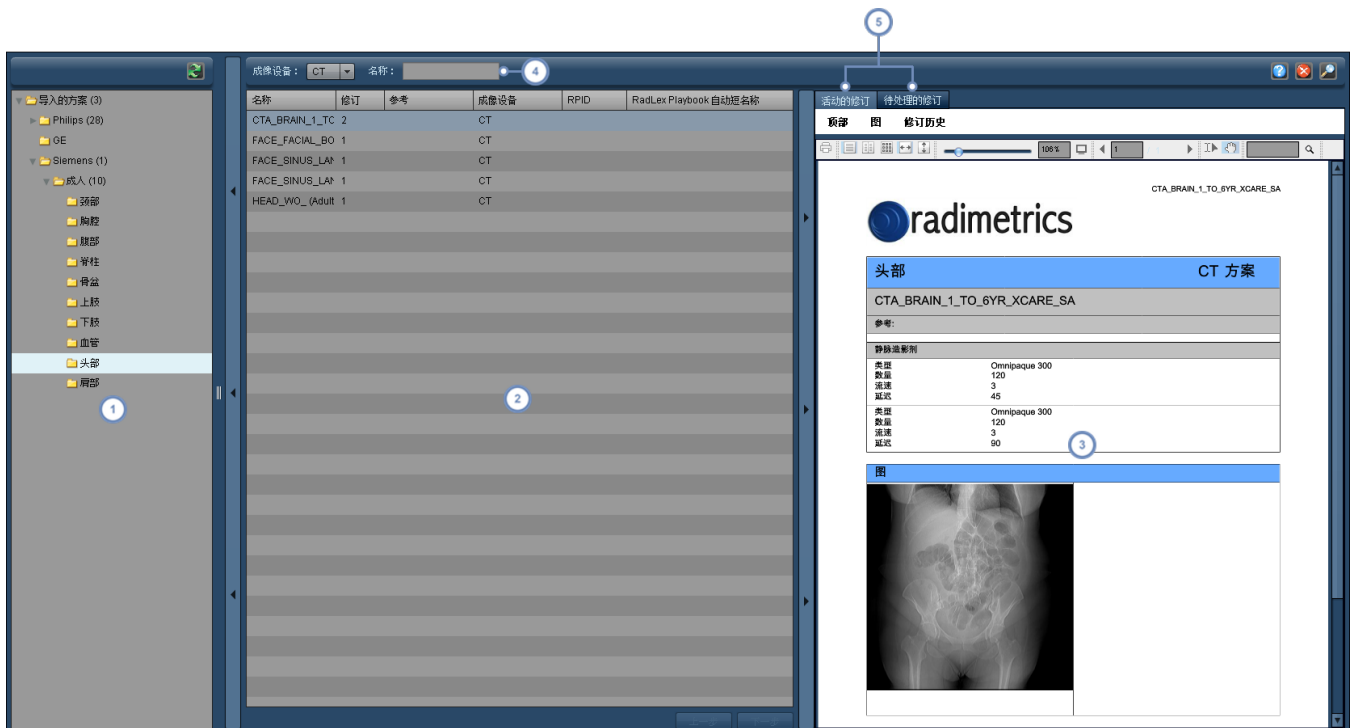 5
成像设备： CT 名称： 4
导入的方案 (3)
Philips (28)
GE
Siemens (1)
成人 (10)
颈部
胸腔
腹部
脊柱
骨盆
上肢
下肢
血管
头部
肩部
1
名称 修订 参考 成像设备 RPID RadLex Playbook 自动短名称
CTA_BRAIN_1_TC 2 CT
FACE_FACIAL_BO 1 CT
FACE_SINUS_LAN 1 CT
FACE_SINUS_LAN 1 CT
HEAD_WO_ (Adult 1 CT
2
活动的修订 待处理的修订
顶部 图 修订历史
106% 1
CTA_BRAIN_1_TO_6YR_XCARE_SA
radimetrics
头部 CT 方案
CTA_BRAIN_1_TO_6YR_XCARE_SA
参考:
静脉造影剂
类型 Omnipaque 300
数量 120
流速 3
延迟 45
类型 Omnipaque 300
数量 120
流速 3
延迟 90
3
图